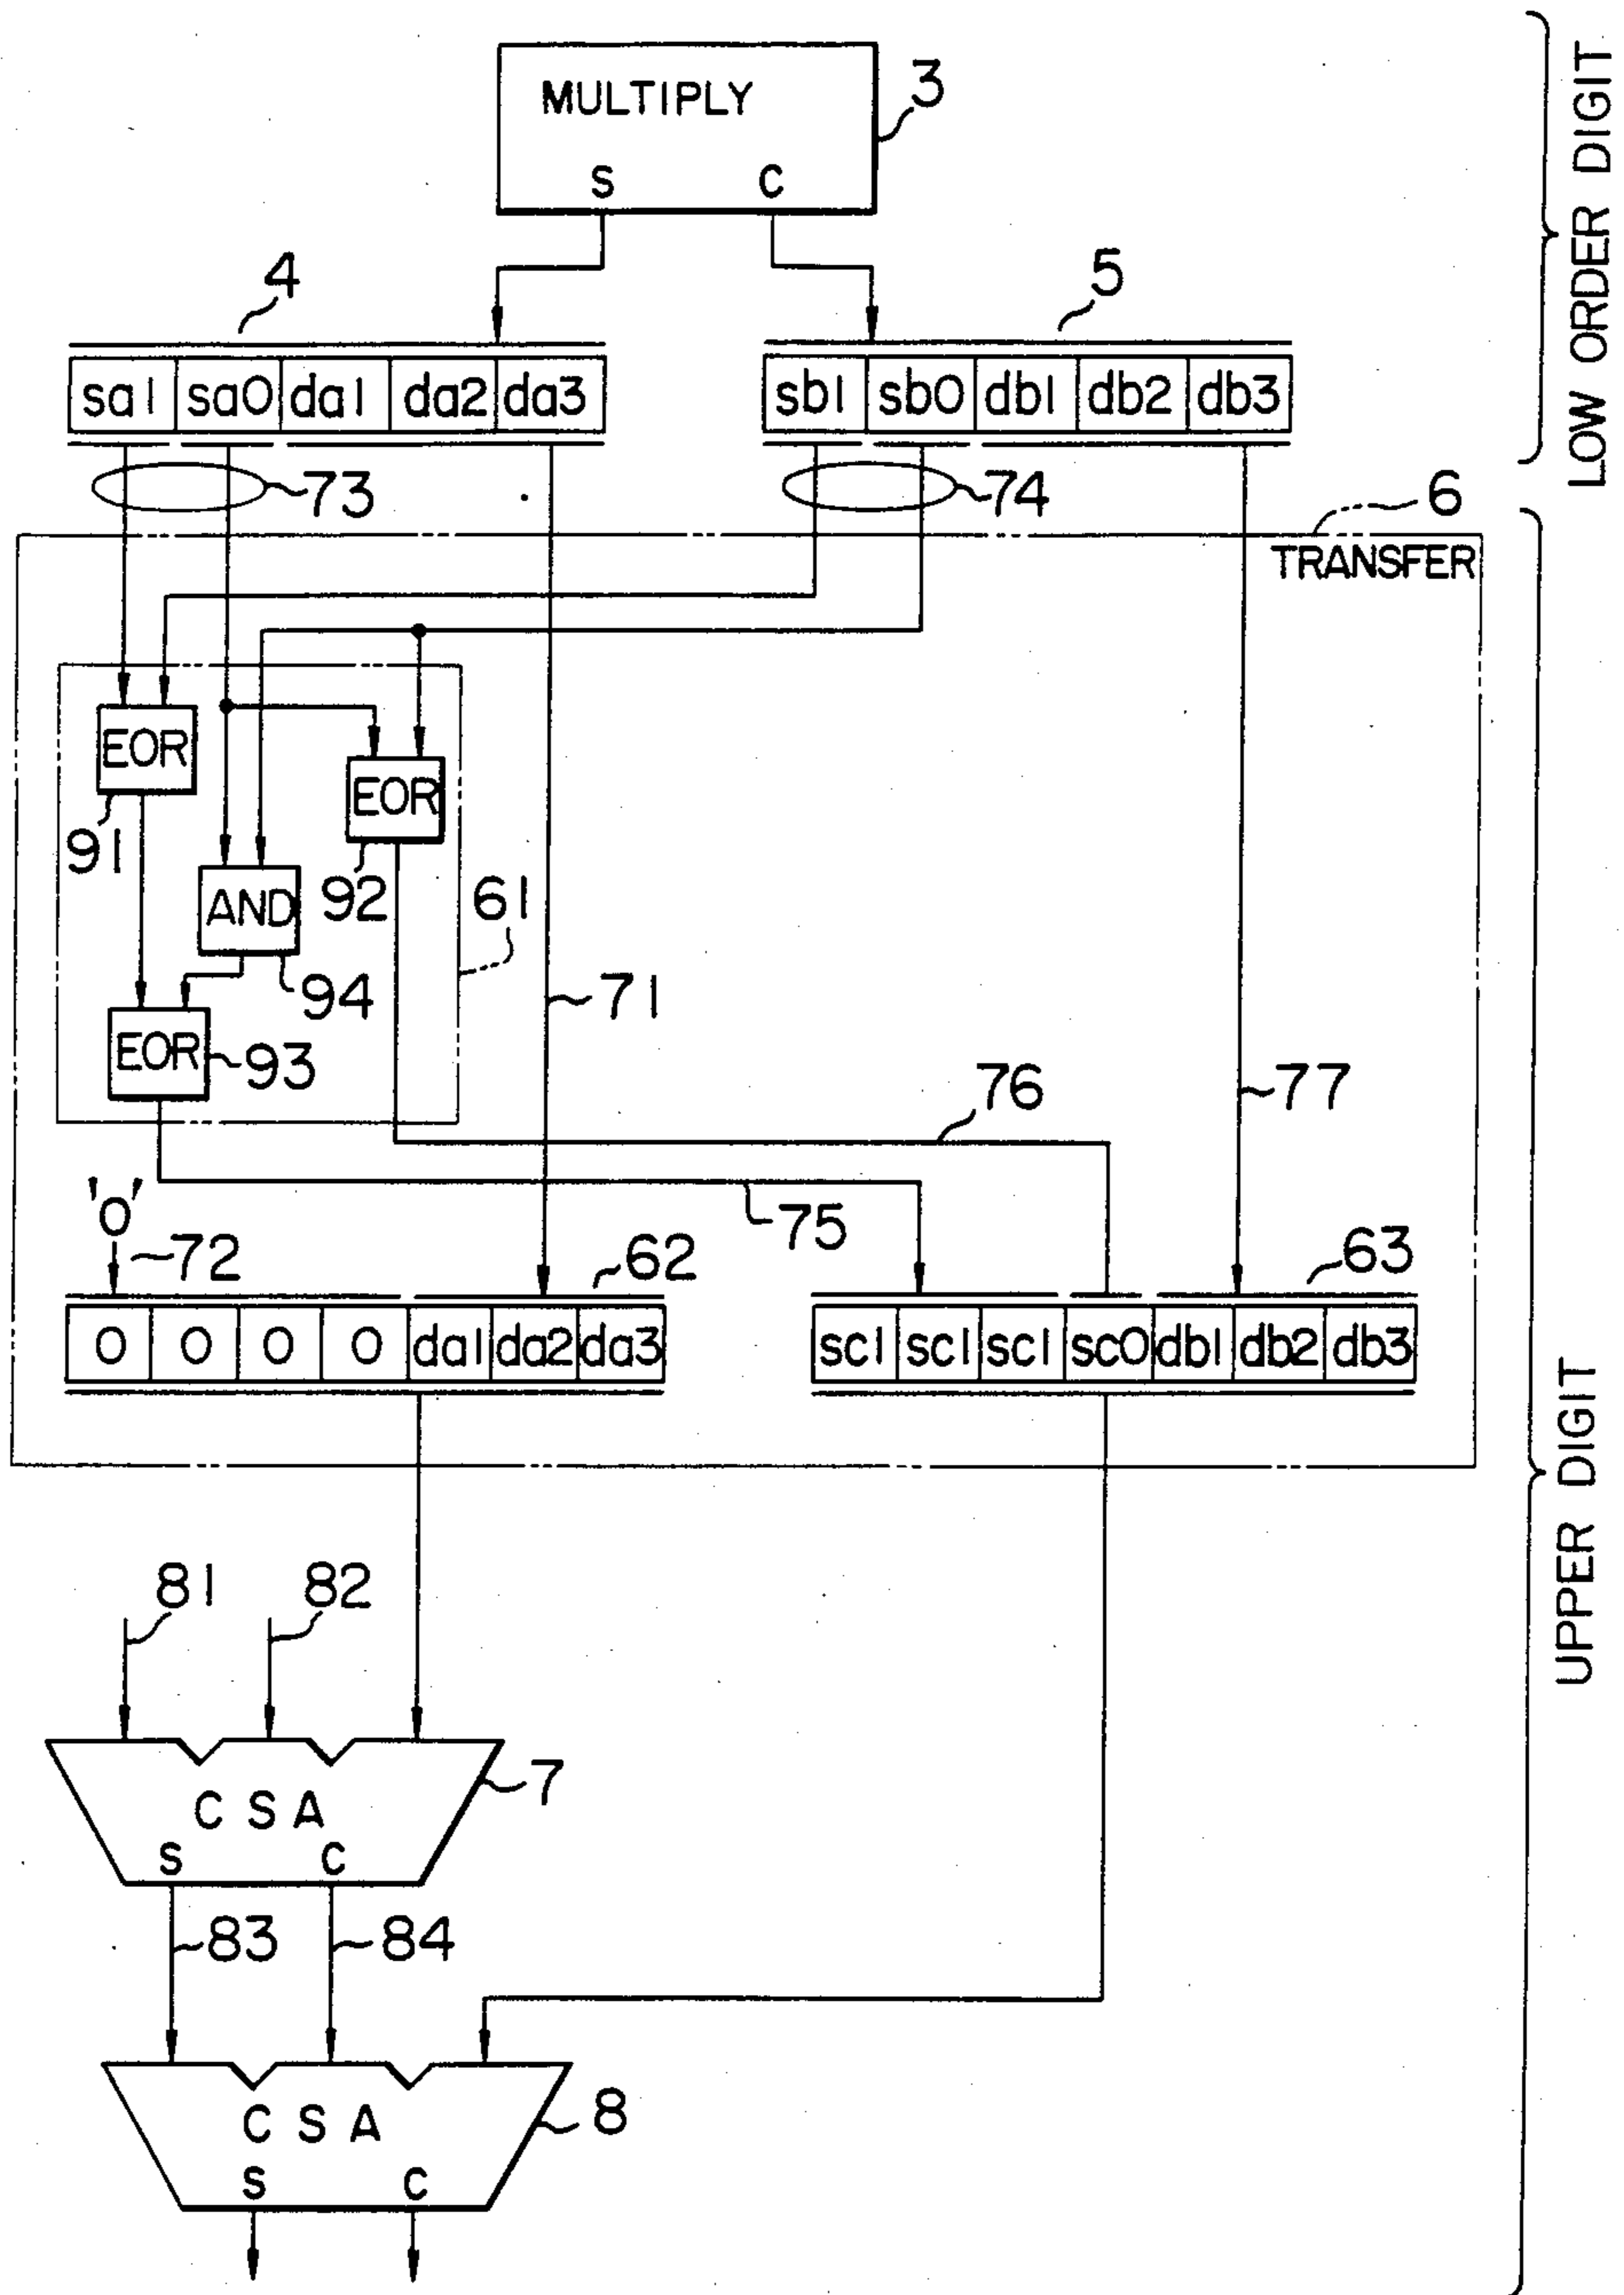 MULTIPLY
3
S C
LOW ORDER DIGIT
4
5
sa1 sa0 da1 da2 da3
sb1 sb0 db1 db2 db3
73
74
6
TRANSFER
EOR
EOR
91
AND
92
61
94
71
EOR
93
76
77
'0'
75
72
62
63
0 0 0 0 da1 da2 da3
sc1 sc1 sc1 sc0 db1 db2 db3
UPPER DIGIT
81
82
7
C S A
S C
83
84
8
C S A
S C